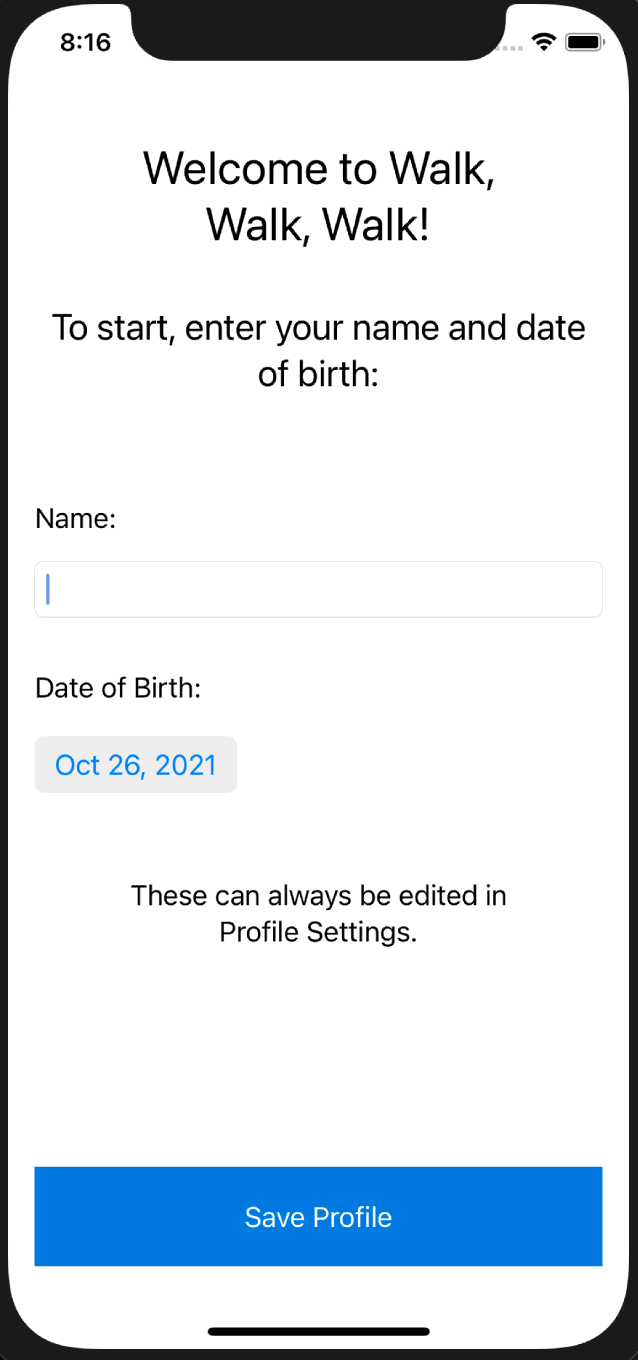 8:16
Welcome to Walk,
Walk, Walk!
To start, enter your name and date
of birth:
Name:
Date of Birth:
Oct 26, 2021
These can always be edited in
Profile Settings.
Save Profile